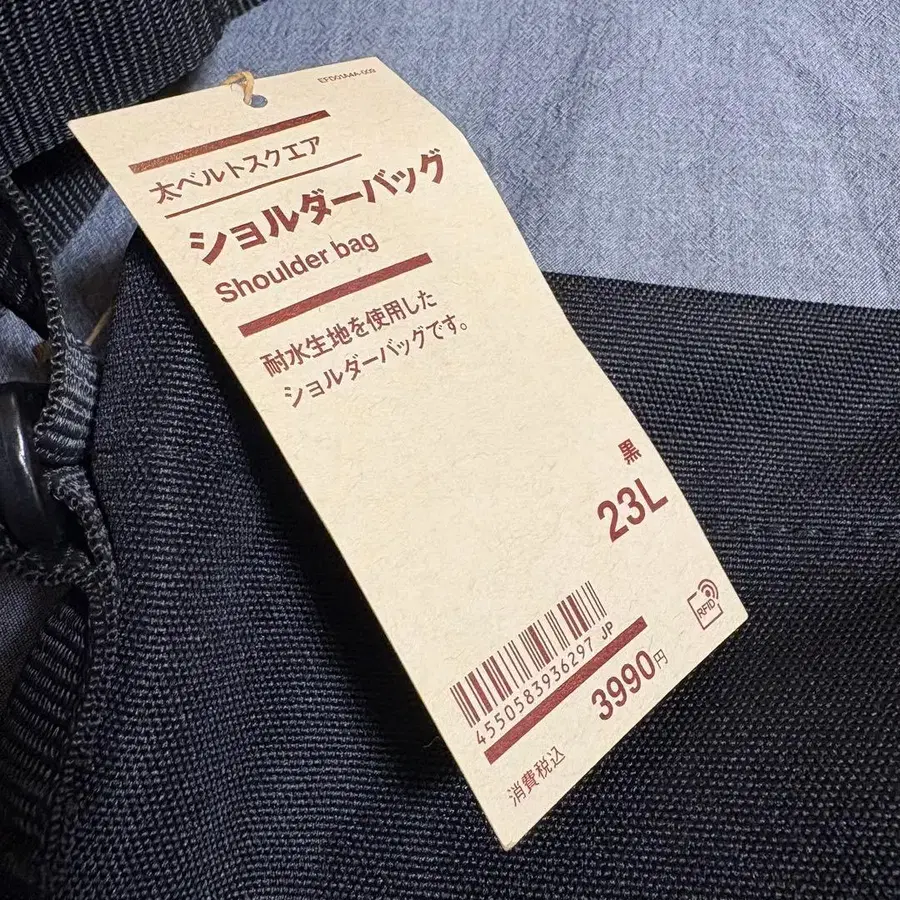 EFD01A4A-009
太ベルトスクエア
ショルダーバッグ
Shoulder bag
耐水生地を使用した
ショルダーバッグです。
黒
23L
RFID
4550583936297 JP
3990円
消費税込